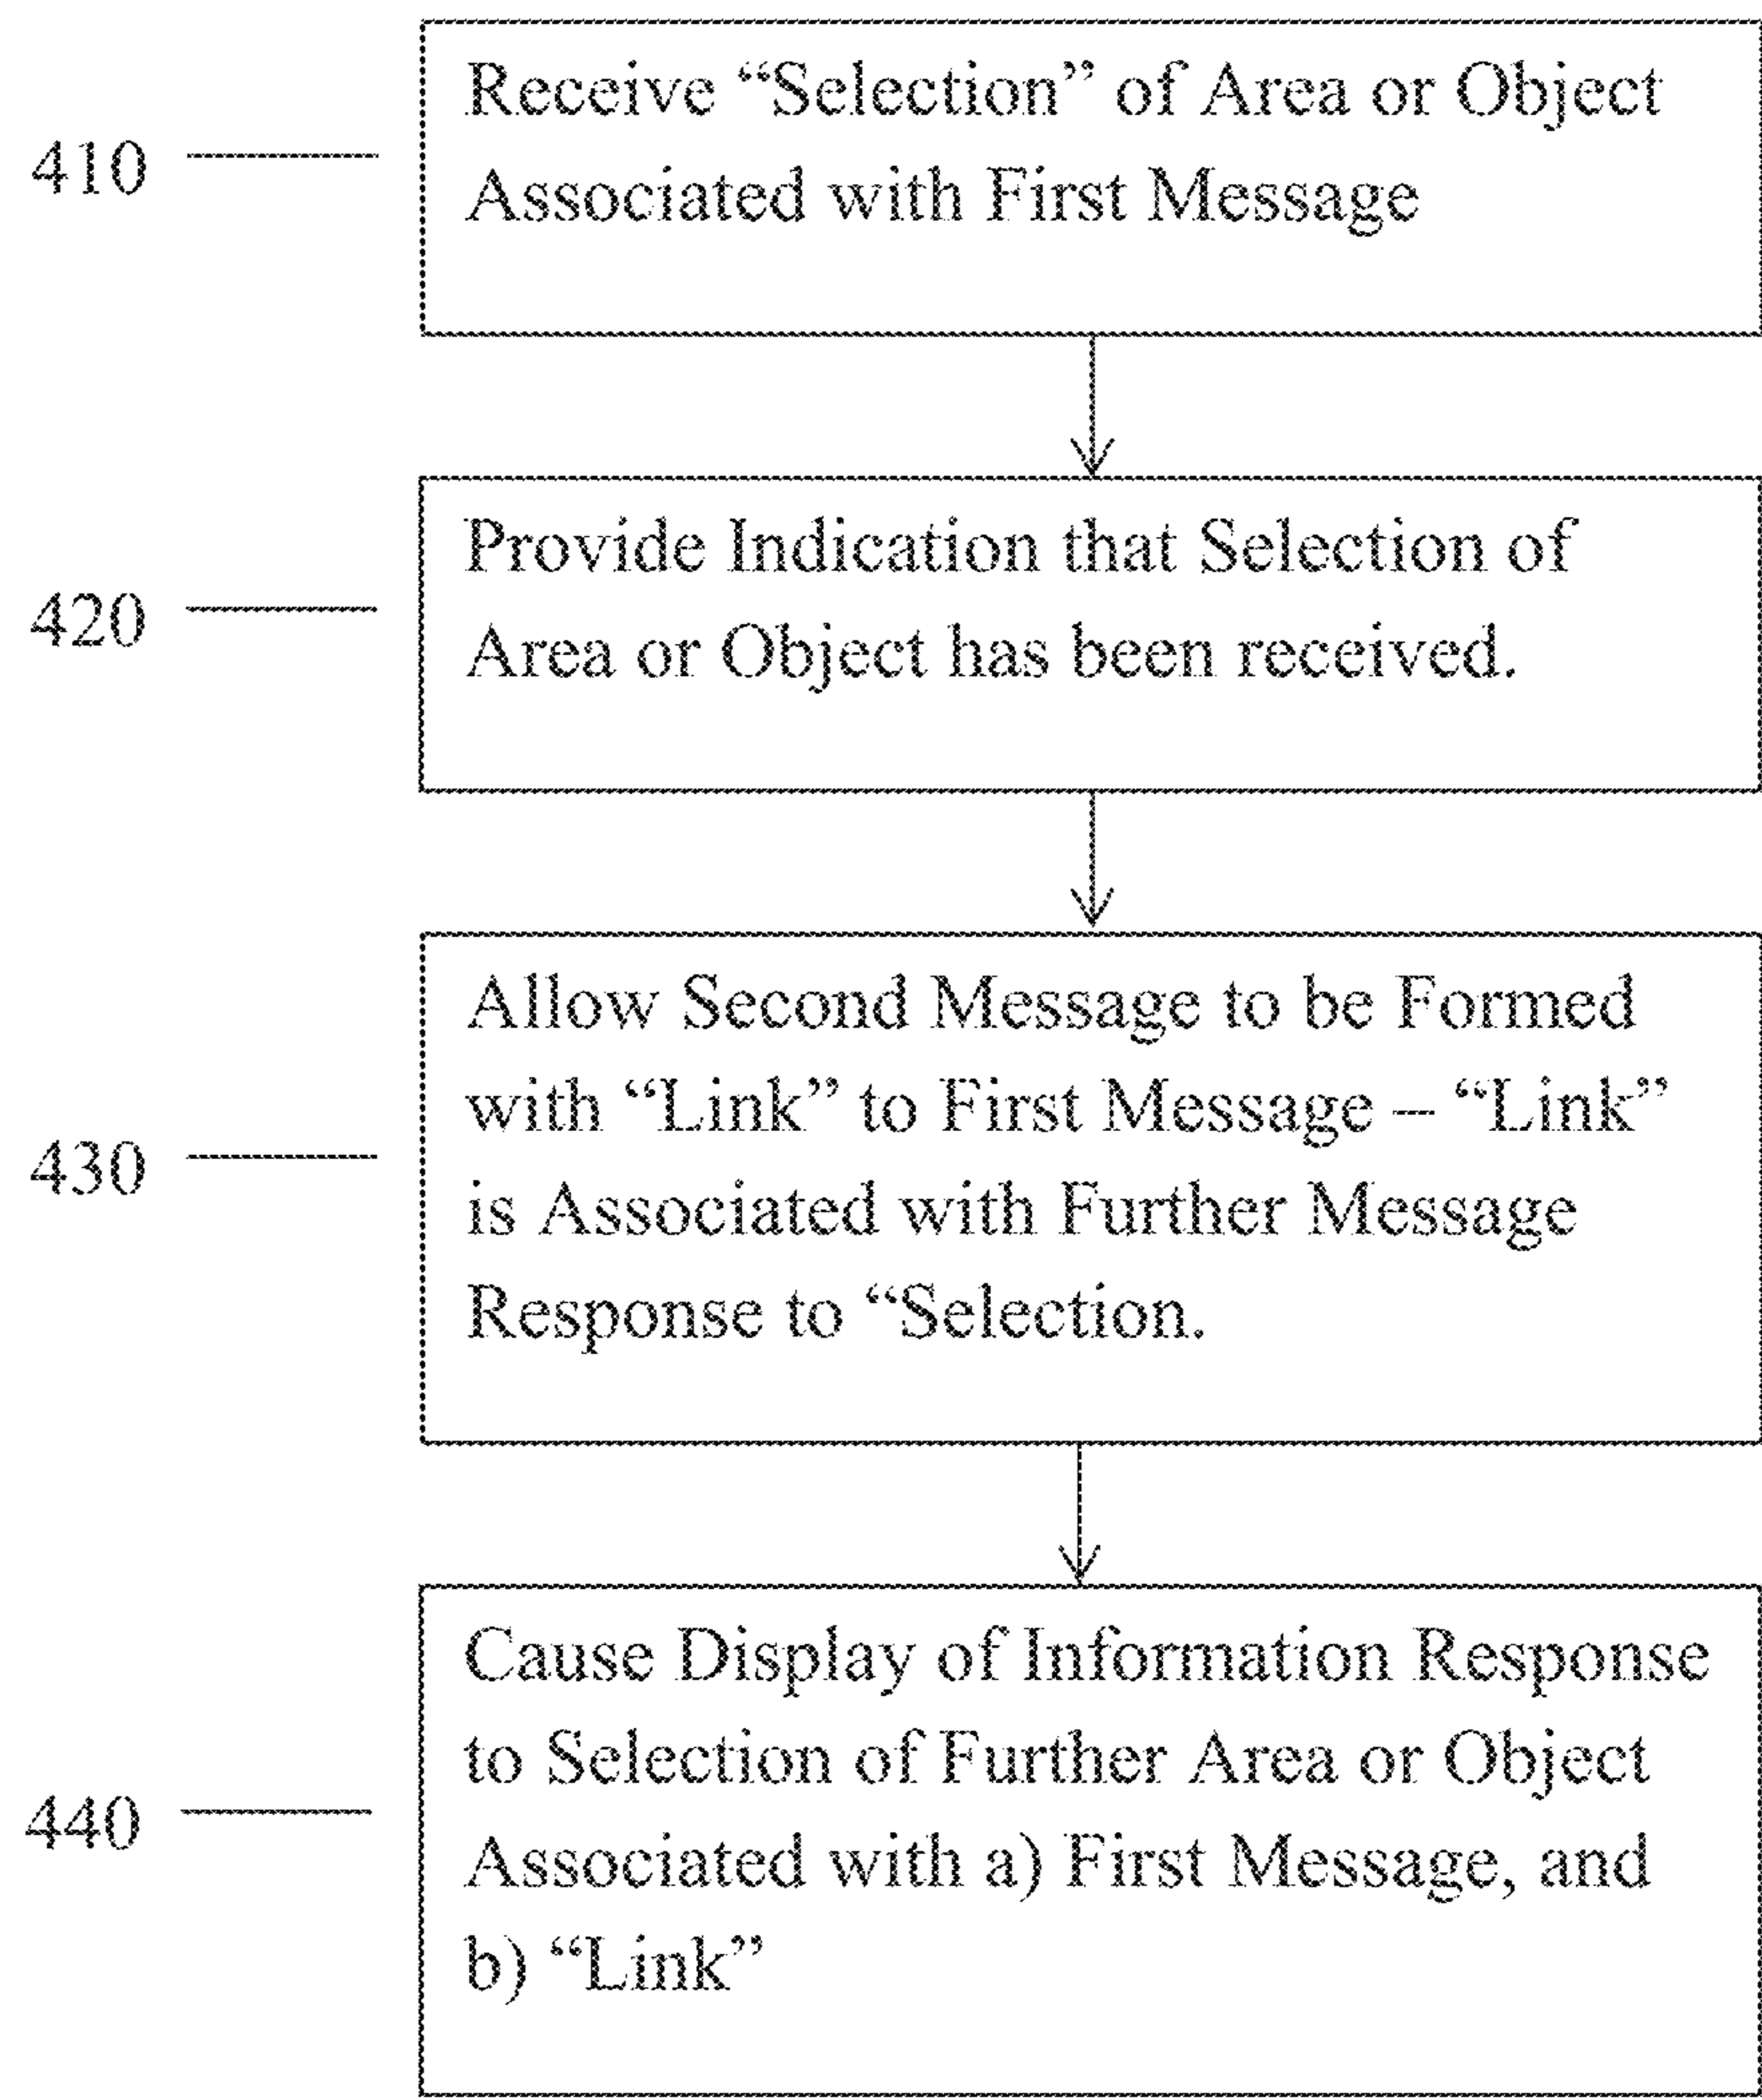 Receive “Selection” of Area or Object
410
Associated with First Message
Provide Indication that Selection of
420
Area or Object has been received.
Allow Second Message to be Formed
with “Link” to First Message – “Link”
430
is Associated with Further Message
Response to “Selection.
Cause Display of Information Response
to Selection of Further Area or Object
440
Associated with a) First Message, and
b) “Link”